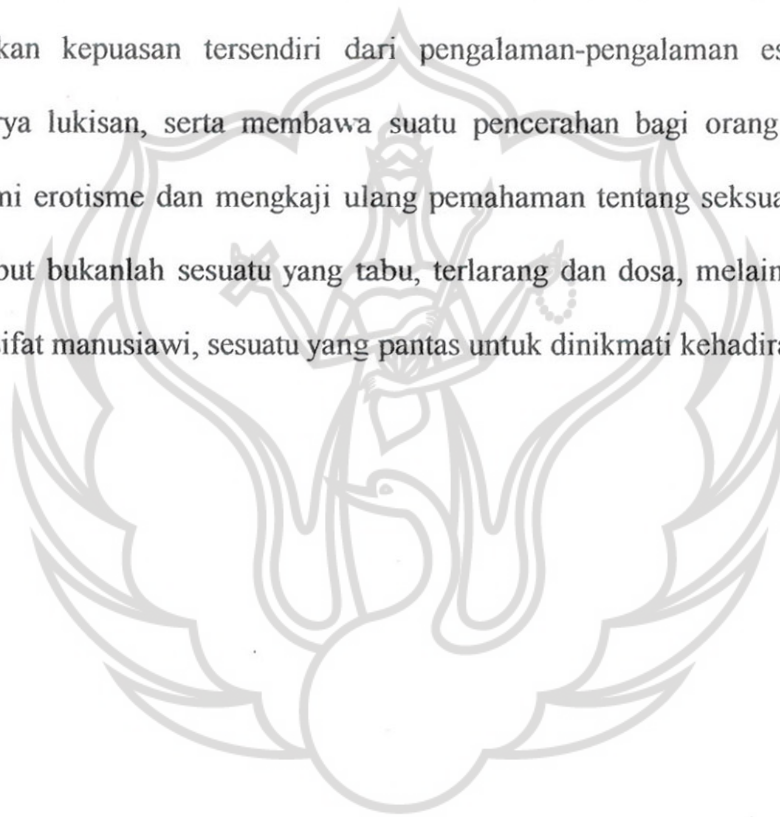 kan kepuasan tersendiri dari pengalaman-pengalaman es
ya lukisan, serta membawa suatu pencerahan bagi orang
ni erotisme dan mengkaji ulang pemahaman tentang seksua
but bukanlah sesuatu yang tabu, terlarang dan dosa, melain
ifat manusiawi, sesuatu yang pantas untuk dinikmati kehadira